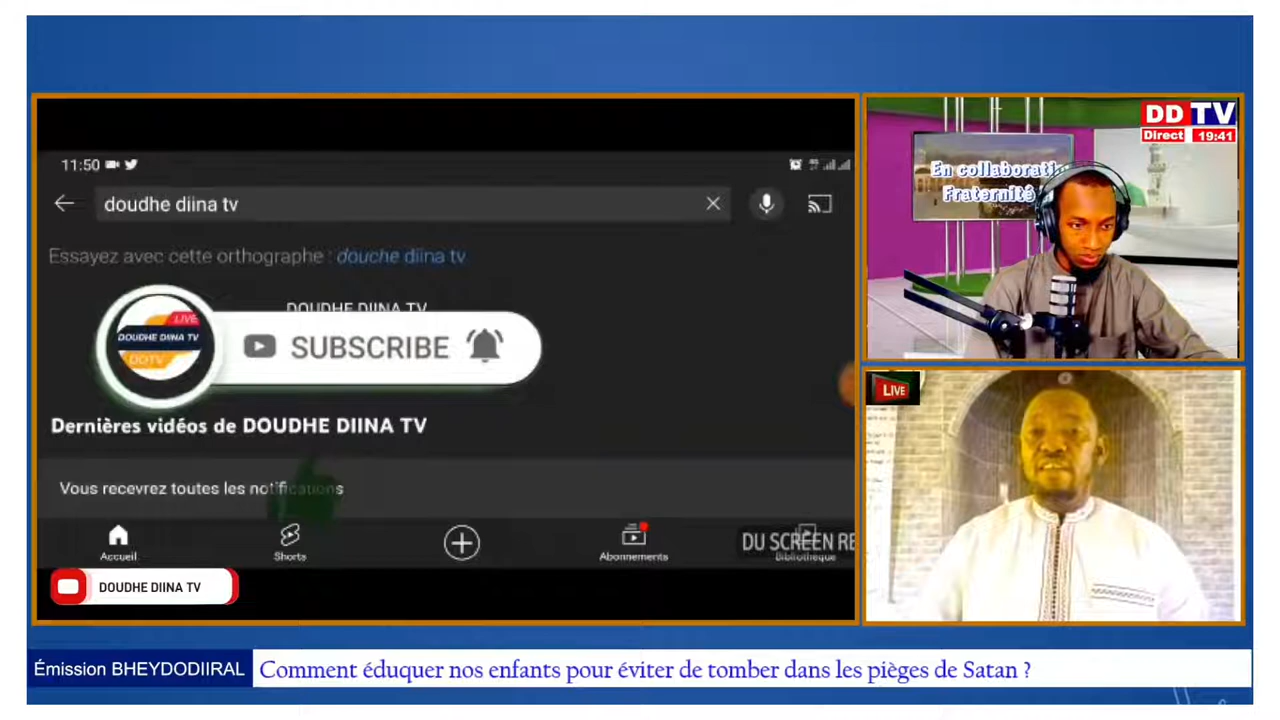 11:50
doudhe diina tv
Essayez avec cette orthographe : douche diina tv
DOUDHE DIINA TV
LIVE
DOUDHE DIINA TV
DDTV
SUBSCRIBE
Dernières vidéos de DOUDHE DIINA TV
Vous recevrez toutes les notifications
Accueil
Shorts
Abonnements
Bibliothèque
DU SCREEN RE
DOUDHE DIINA TV
DDTV
Direct 19:41
En collaborati
Fraternité
LIVE
Émission BHEYDODIIRAL
Comment éduquer nos enfants pour éviter de tomber dans les pièges de Satan ?